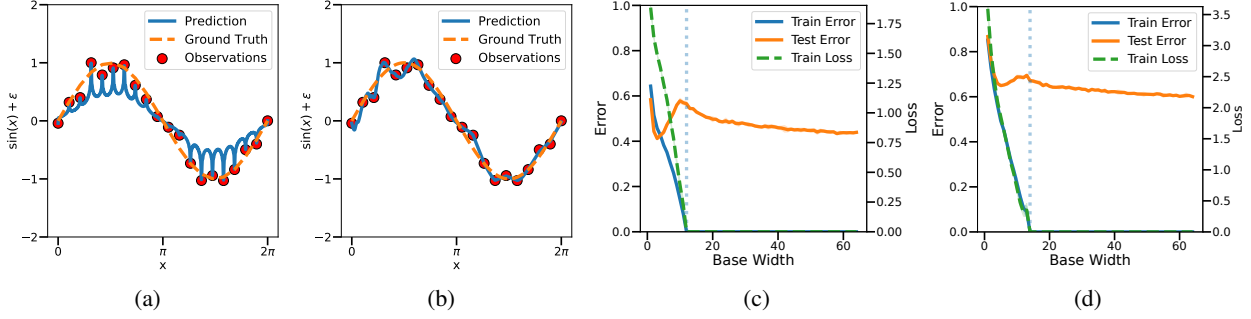 2
1
0
−1
−2
sin(x) + ε
0
π
2π
x
Prediction
Ground Truth
Observations
(a)
2
1
0
−1
−2
sin(x) + ε
0
π
2π
x
Prediction
Ground Truth
Observations
(b)
1.0
0.8
0.6
0.4
0.2
0.0
Error
0
20
40
60
Base Width
1.75
1.50
1.25
1.00
0.75
0.50
0.25
0.00
Loss
Train Error
Test Error
Train Loss
(c)
1.0
0.8
0.6
0.4
0.2
0.0
Error
0
20
40
60
Base Width
3.5
3.0
2.5
2.0
1.5
1.0
0.5
0.0
Loss
Train Error
Test Error
Train Loss
(d)